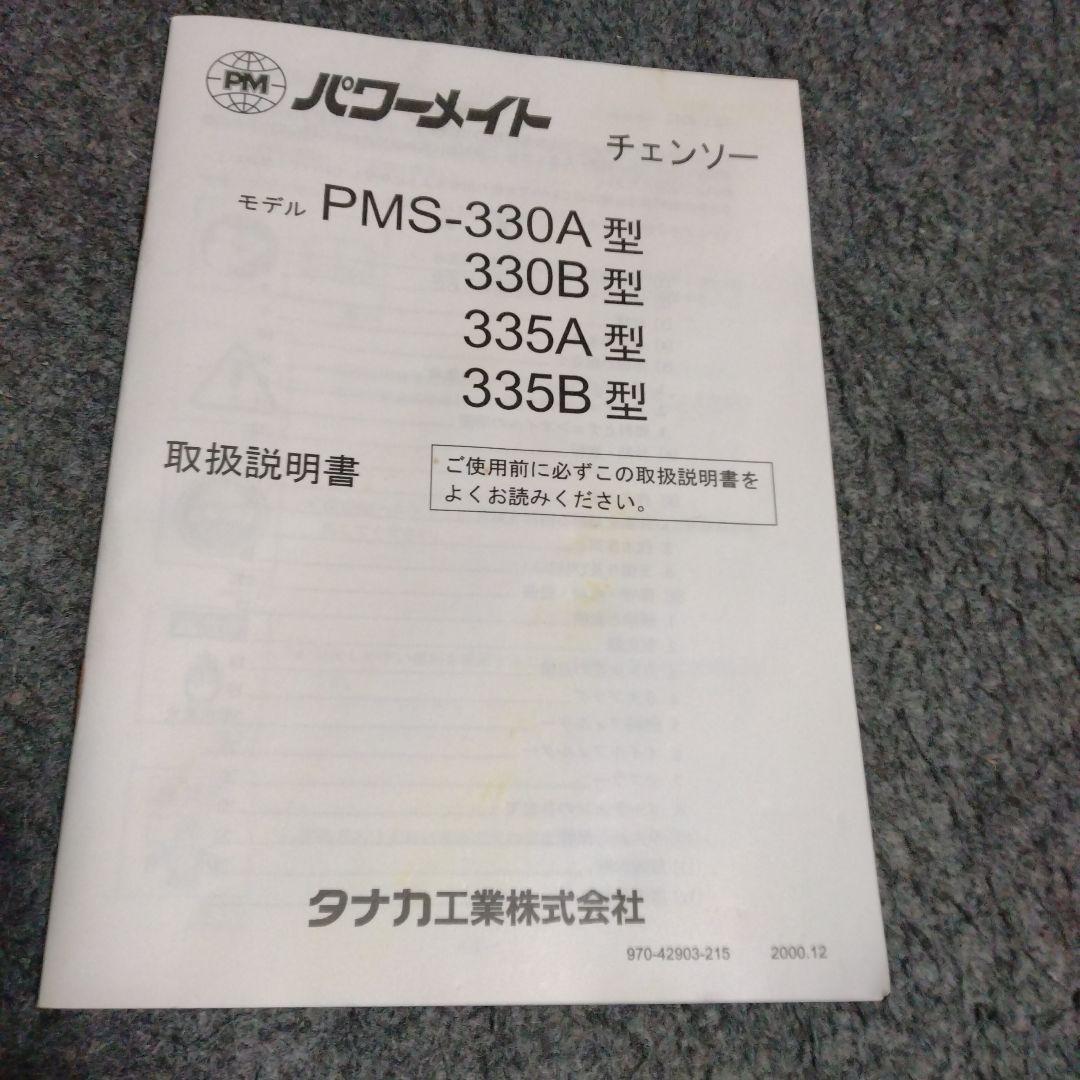 PM パワーメイト
チェンソー
モデル PMS-330A 型
330B 型
335A 型
335B 型
取扱説明書
ご使用前に必ずこの取扱説明書を
よくお読みください。
タナカ工業株式会社
970-42903-215 2000.12